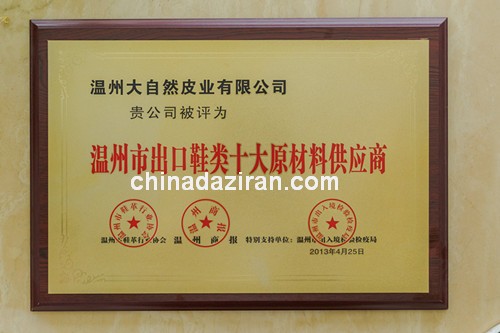 温州大自然皮业有限公司
贵公司被评为
温州市出口鞋类十大原材料供应商
chinadaziran.com
温州市鞋革行业协会 温州商报 特别支持单位：温州出入境检验检疫局
2013年4月25日